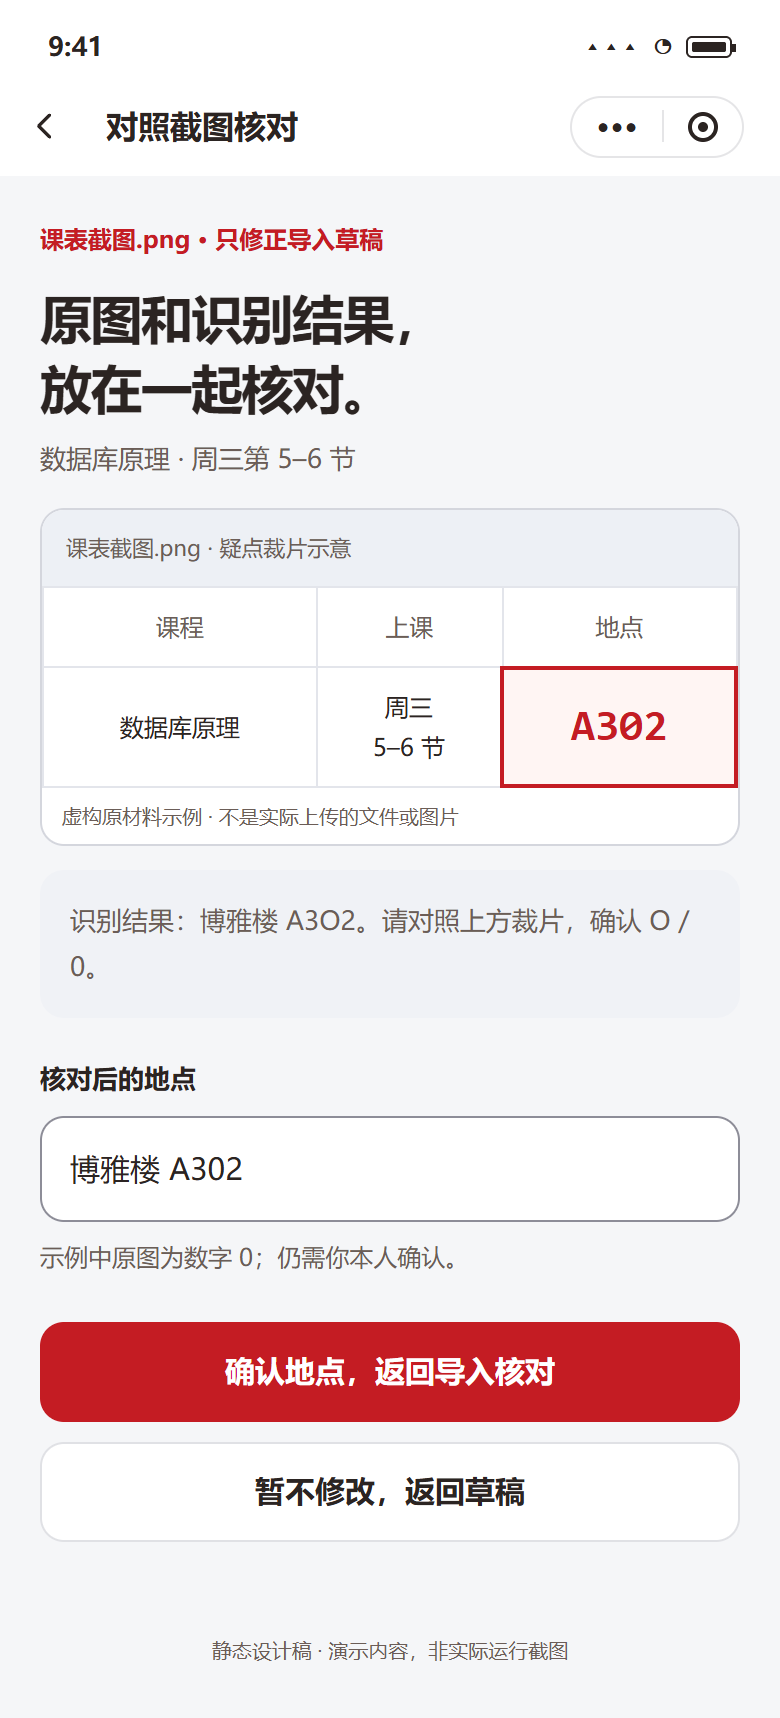 9:41
对照截图核对
课表截图.png • 只修正导入草稿
原图和识别结果，
放在一起核对。
数据库原理 · 周三第 5–6 节
课表截图.png · 疑点裁片示意
课程 上课 地点
数据库原理 周三 5–6 节 A302
虚构原材料示例 · 不是实际上传的文件或图片
识别结果：博雅楼 A3O2。请对照上方裁片，确认 O /
0。
核对后的地点
博雅楼 A302
示例中原图为数字 0；仍需你本人确认。
确认地点，返回导入核对
暂不修改，返回草稿
静态设计稿 · 演示内容，非实际运行截图